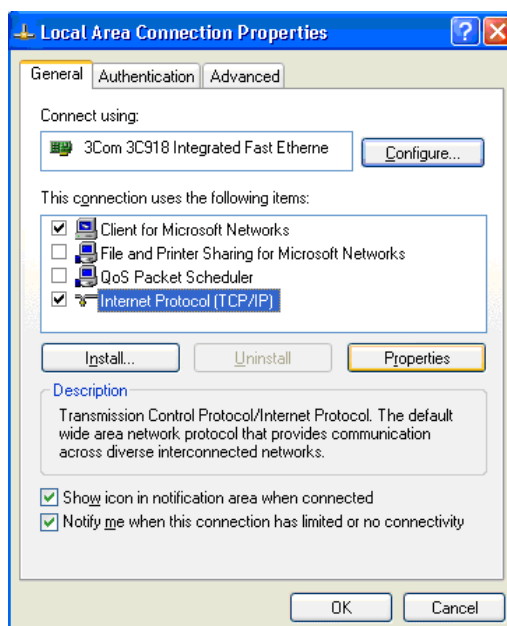 Local Area Connection Properties
General Authentication Advanced
Connect using:
3Com 3C918 Integrated Fast Etherne
Configure...
This connection uses the following items:
Client for Microsoft Networks
File and Printer Sharing for Microsoft Networks
QoS Packet Scheduler
Internet Protocol (TCP/IP)
Install... Uninstall Properties
Description
Transmission Control Protocol/Internet Protocol. The default
wide area network protocol that provides communication
across diverse interconnected networks.
Show icon in notification area when connected
Notify me when this connection has limited or no connectivity
OK Cancel